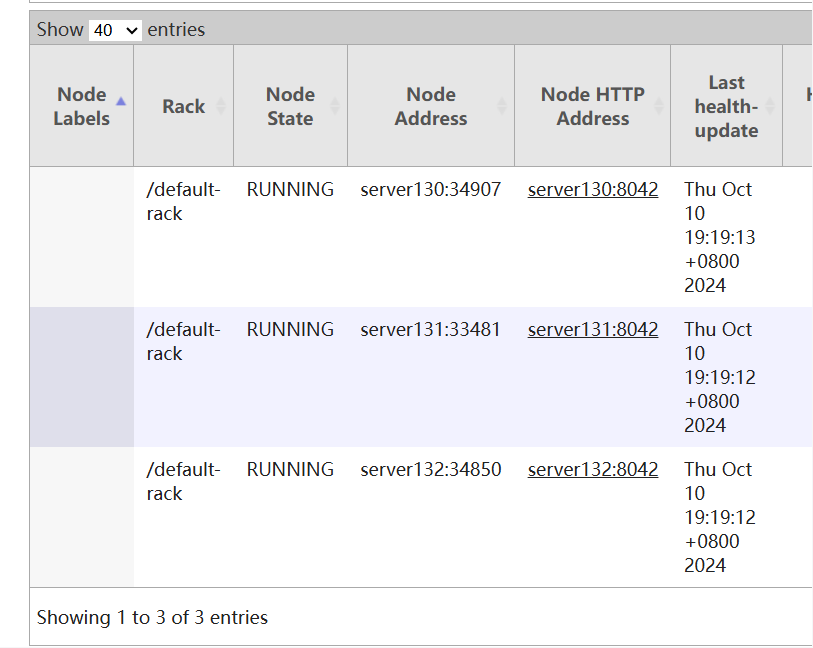 Show 40 entries
Node Labels Rack Node State Node Address Node HTTP Address Last health-update
/default-rack RUNNING server130:34907 server130:8042 Thu Oct 10 19:19:13 +0800 2024
/default-rack RUNNING server131:33481 server131:8042 Thu Oct 10 19:19:12 +0800 2024
/default-rack RUNNING server132:34850 server132:8042 Thu Oct 10 19:19:12 +0800 2024
Showing 1 to 3 of 3 entries